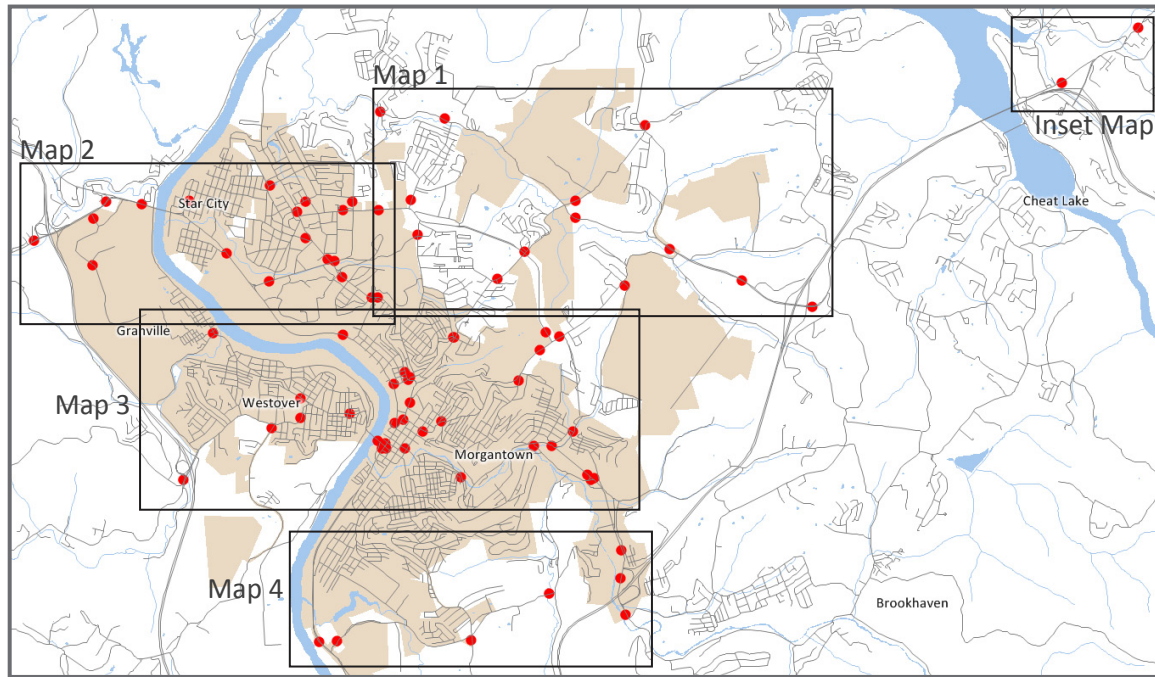 Map 1
Inset Map
Map 2
Star City
Cheat Lake
Granville
Map 3
Westover
Morgantown
Map 4
Brookhaven